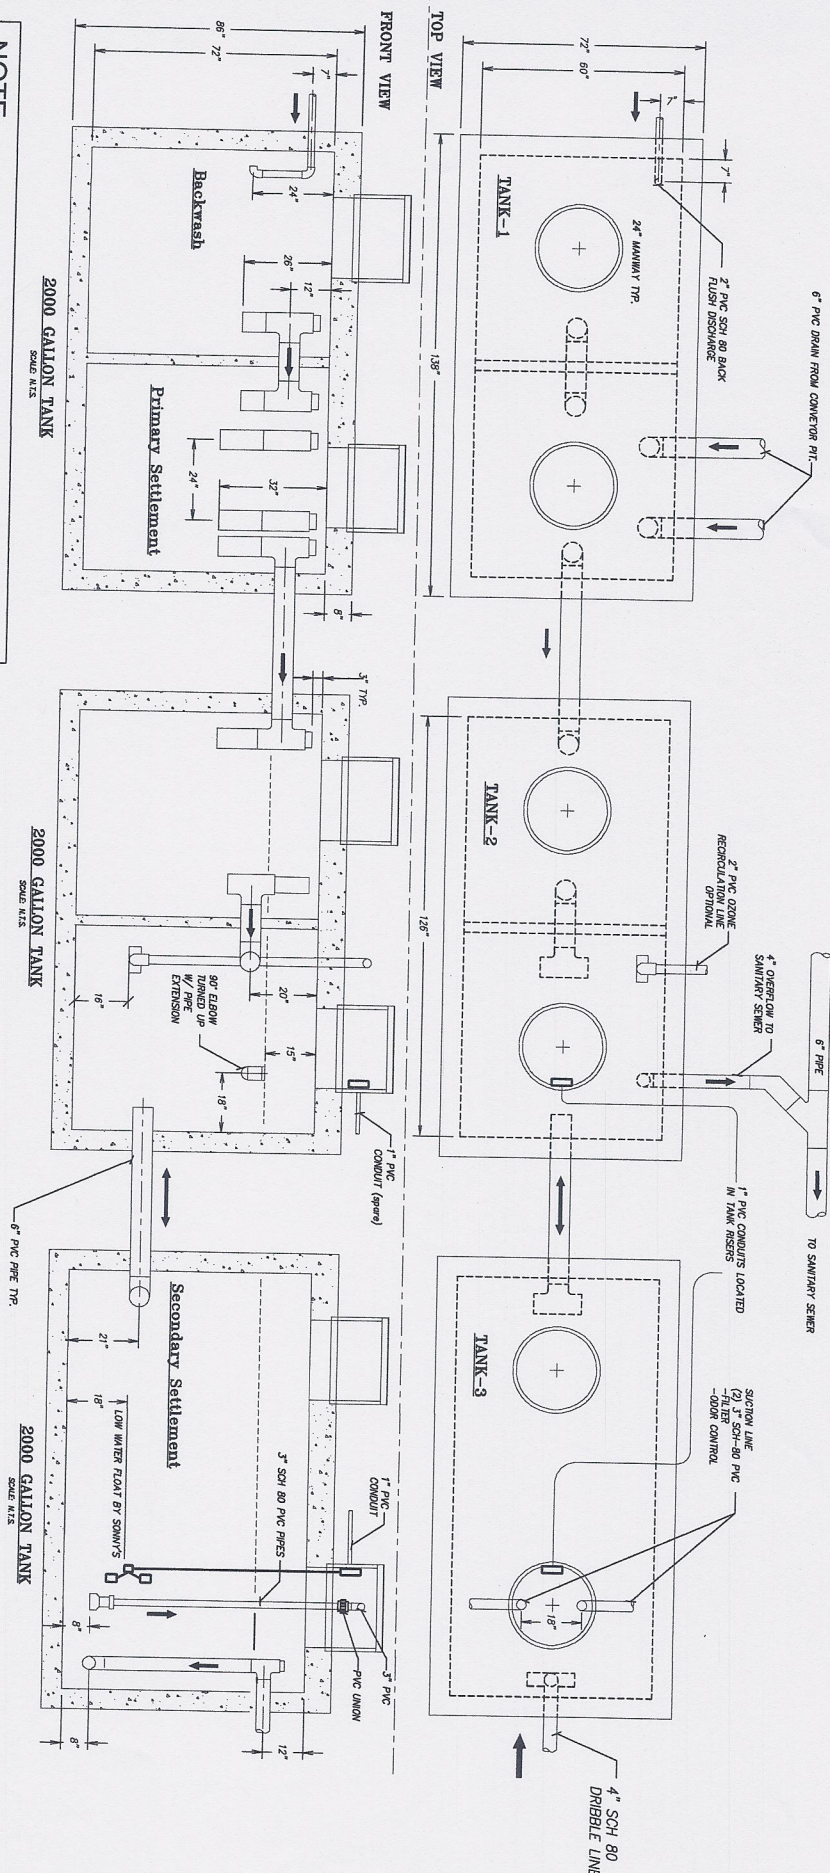 6" PVC DRAIN FROM CONVEYOR PIT.
6" PIPE
TO SANITARY SEWER
4" OVERFLOW TO
SANITARY SEWER
2" PVC OZONE
RECIRCULATION LINE
OPTIONAL
2" PVC SCH 80 BACK
FLUSH DISCHARGE
1" PVC CONDUITS LOCATED
IN TANK RISERS
SUCTION LINE
(2) 3" SCH-80 PVC
-FILTER
-ODOR CONTROL
4" SCH 80
DRIBBLE LINE
72"
60"
7"
7"
24" MANWAY TYP.
TANK-1
138"
TANK-2
126"
TANK-3
18"
TOP VIEW
FRONT VIEW
86"
72"
7"
24"
26"
12"
Backwash
Primary Settlement
24"
32"
8"
3" TYP.
2000 GALLON TANK
SCALE: N.T.S.
16"
20"
15"
18"
90° ELBOW
TURNED UP
W/ PIPE
EXTENSION
1" PVC
CONDUIT (spare)
2000 GALLON TANK
SCALE: N.T.S.
6" PVC PIPE TYP.
Secondary Settlement
21"
18"
LOW WATER FLOAT BY SONNY'S
3" SCH 80 PVC PIPES
1" PVC
CONDUIT
3" PVC
PVC UNION
8"
8"
12"
2000 GALLON TANK
SCALE: N.T.S.
NOTE